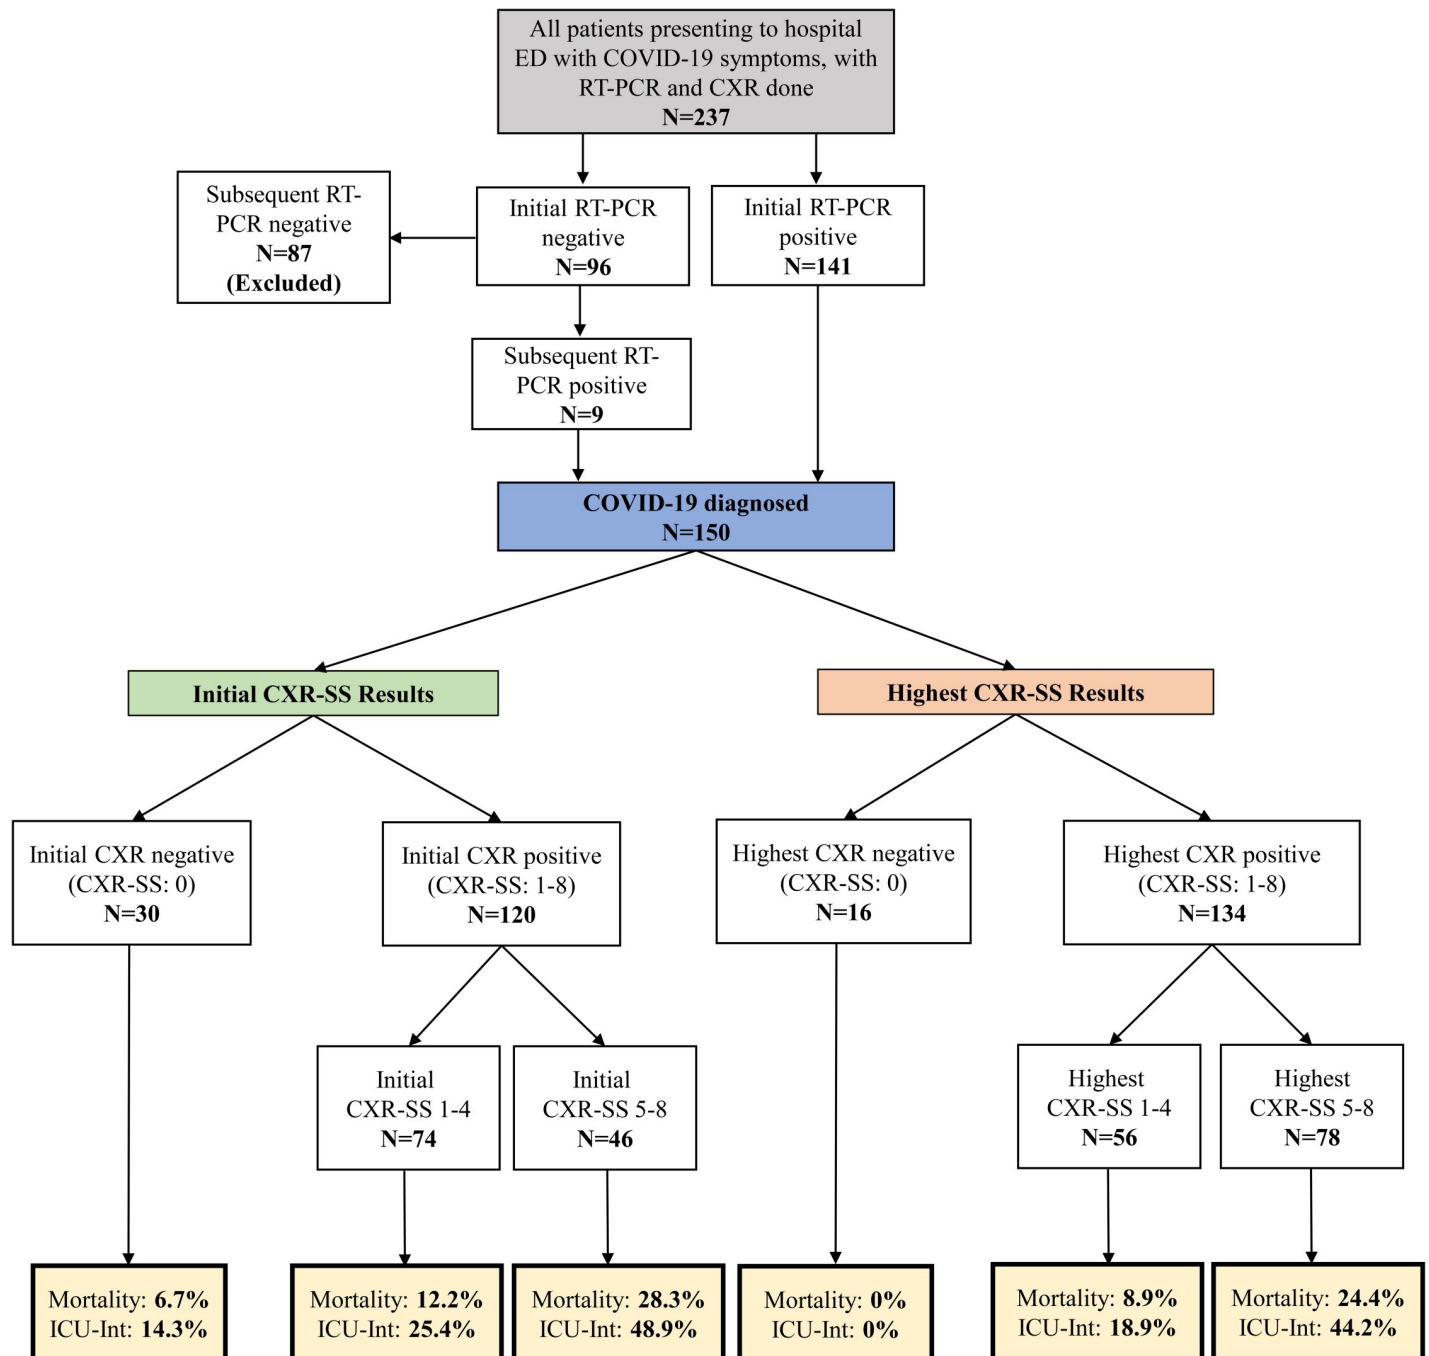 All patients presenting to hospital
ED with COVID-19 symptoms, with
RT-PCR and CXR done
N=237
Subsequent RT-
PCR negative
N=87
(Excluded)
Initial RT-PCR
negative
N=96
Initial RT-PCR
positive
N=141
Subsequent RT-
PCR positive
N=9
COVID-19 diagnosed
N=150
Initial CXR-SS Results
Highest CXR-SS Results
Initial CXR negative
(CXR-SS: 0)
N=30
Initial CXR positive
(CXR-SS: 1-8)
N=120
Highest CXR negative
(CXR-SS: 0)
N=16
Highest CXR positive
(CXR-SS: 1-8)
N=134
Initial
CXR-SS 1-4
N=74
Initial
CXR-SS 5-8
N=46
Highest
CXR-SS 1-4
N=56
Highest
CXR-SS 5-8
N=78
Mortality: 6.7%
ICU-Int: 14.3%
Mortality: 12.2%
ICU-Int: 25.4%
Mortality: 28.3%
ICU-Int: 48.9%
Mortality: 0%
ICU-Int: 0%
Mortality: 8.9%
ICU-Int: 18.9%
Mortality: 24.4%
ICU-Int: 44.2%